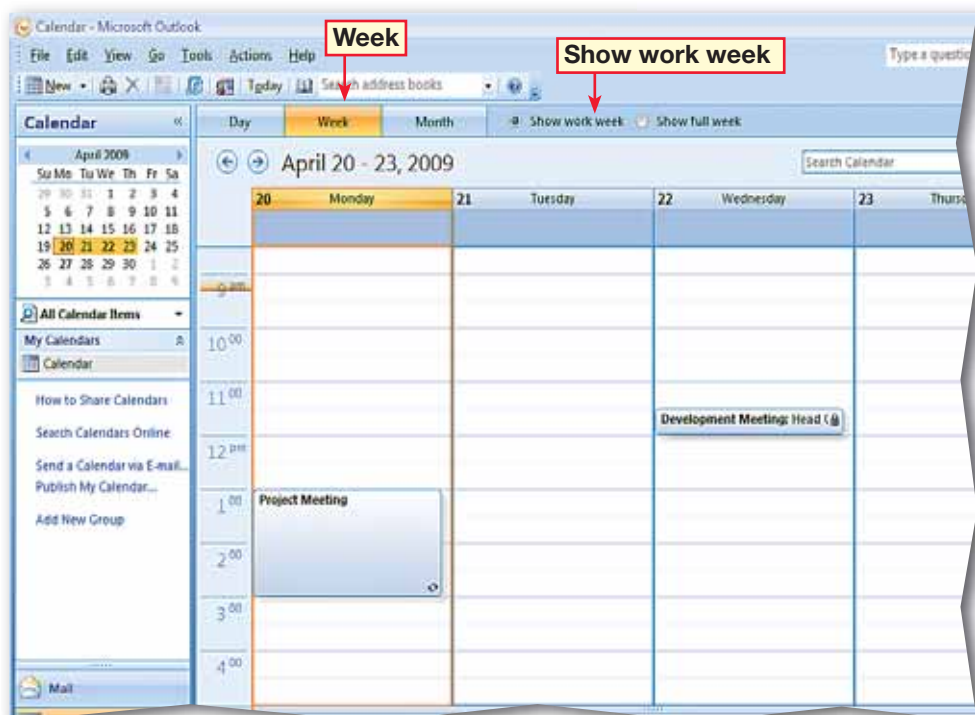 Calendar - Microsoft Outlook
Week
Show work week
File Edit View Go Tools Actions Help
Type a questio
New Today Search address books
Calendar «
Day Week Month Show work week Show full week
April 2009
Su Mo Tu We Th Fr Sa
29 30 31 1 2 3 4
5 6 7 8 9 10 11
12 13 14 15 16 17 18
19 20 21 22 23 24 25
26 27 28 29 30 1 2
3 4 5 6 7 8 9
April 20 - 23, 2009
Search Calendar
20 Monday 21 Tuesday 22 Wednesday 23 Thurs
9 am
All Calendar Items
My Calendars
Calendar
10 00
How to Share Calendars
11 00
Search Calendars Online
Development Meeting: Head
12 pm
Send a Calendar via E-mail...
Publish My Calendar...
Add New Group
1 00 Project Meeting
2 00
3 00
4 00
Mail